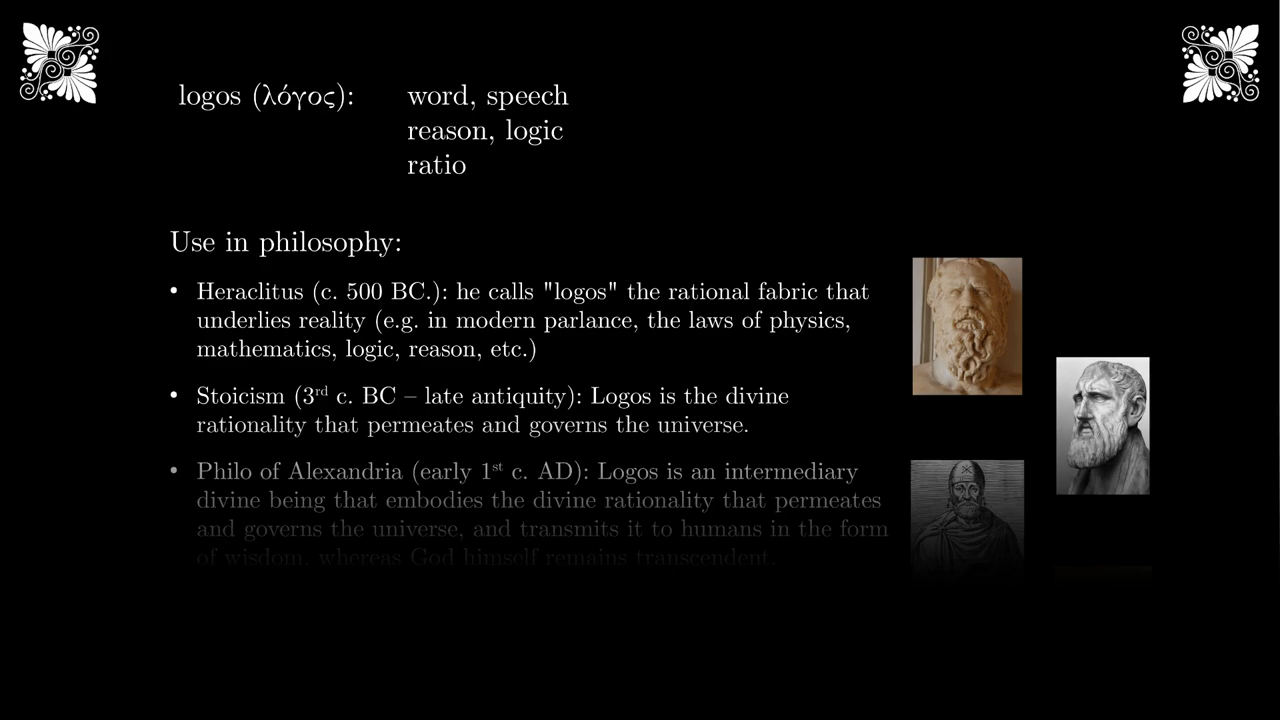 logos (λόγος): word, speech
reason, logic
ratio
Use in philosophy:
• Heraclitus (c. 500 BC.): he calls "logos" the rational fabric that
underlies reality (e.g. in modern parlance, the laws of physics,
mathematics, logic, reason, etc.)
• Stoicism (3rd c. BC – late antiquity): Logos is the divine
rationality that permeates and governs the universe.
• Philo of Alexandria (early 1st c. AD): Logos is an intermediary
divine being that embodies the divine rationality that permeates
and governs the universe, and transmits it to humans in the form
of wisdom, whereas God himself remains transcendent.